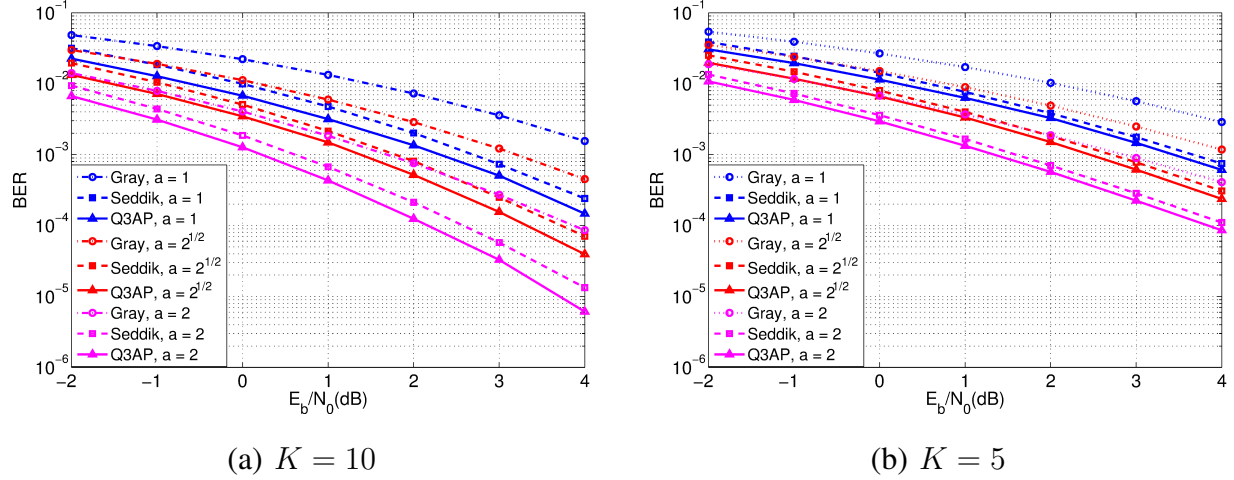 10^{-1}
10^{-2}
10^{-3}
10^{-4}
10^{-5}
10^{-6}
BER
Gray, a = 1
Seddik, a = 1
Q3AP, a = 1
Gray, a = 2^{1/2}
Seddik, a = 2^{1/2}
Q3AP, a = 2^{1/2}
Gray, a = 2
Seddik, a = 2
Q3AP, a = 2
−2 −1 0 1 2 3 4
E_b/N_0(dB)
(a) K = 10
10^{-1}
10^{-2}
10^{-3}
10^{-4}
10^{-5}
10^{-6}
BER
Gray, a = 1
Seddik, a = 1
Q3AP, a = 1
Gray, a = 2^{1/2}
Seddik, a = 2^{1/2}
Q3AP, a = 2^{1/2}
Gray, a = 2
Seddik, a = 2
Q3AP, a = 2
−2 −1 0 1 2 3 4
E_b/N_0(dB)
(b) K = 5